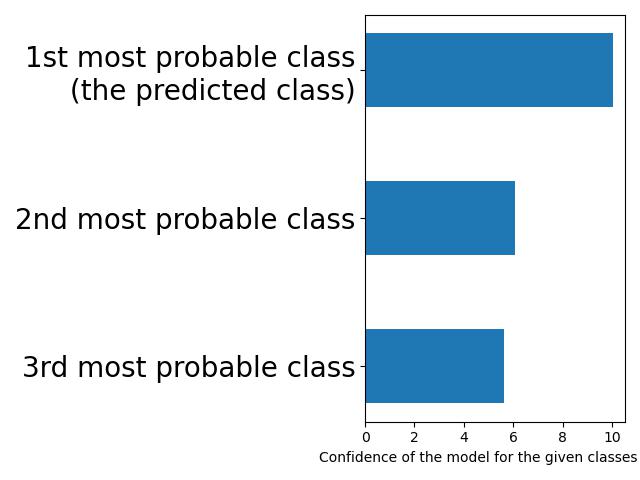 1st most probable class
(the predicted class)
2nd most probable class
3rd most probable class
0 2 4 6 8 10
Confidence of the model for the given classes